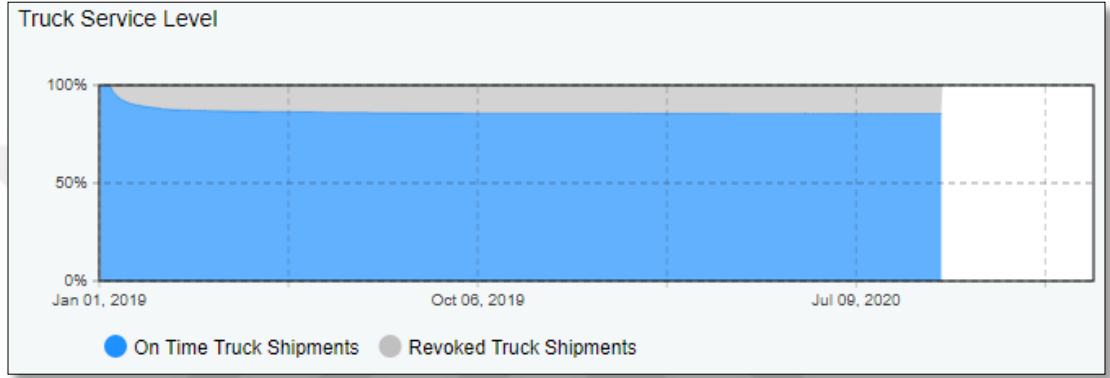 Truck Service Level
100%
50%
0%
Jan 01, 2019 Oct 06, 2019 Jul 09, 2020
On Time Truck Shipments Revoked Truck Shipments